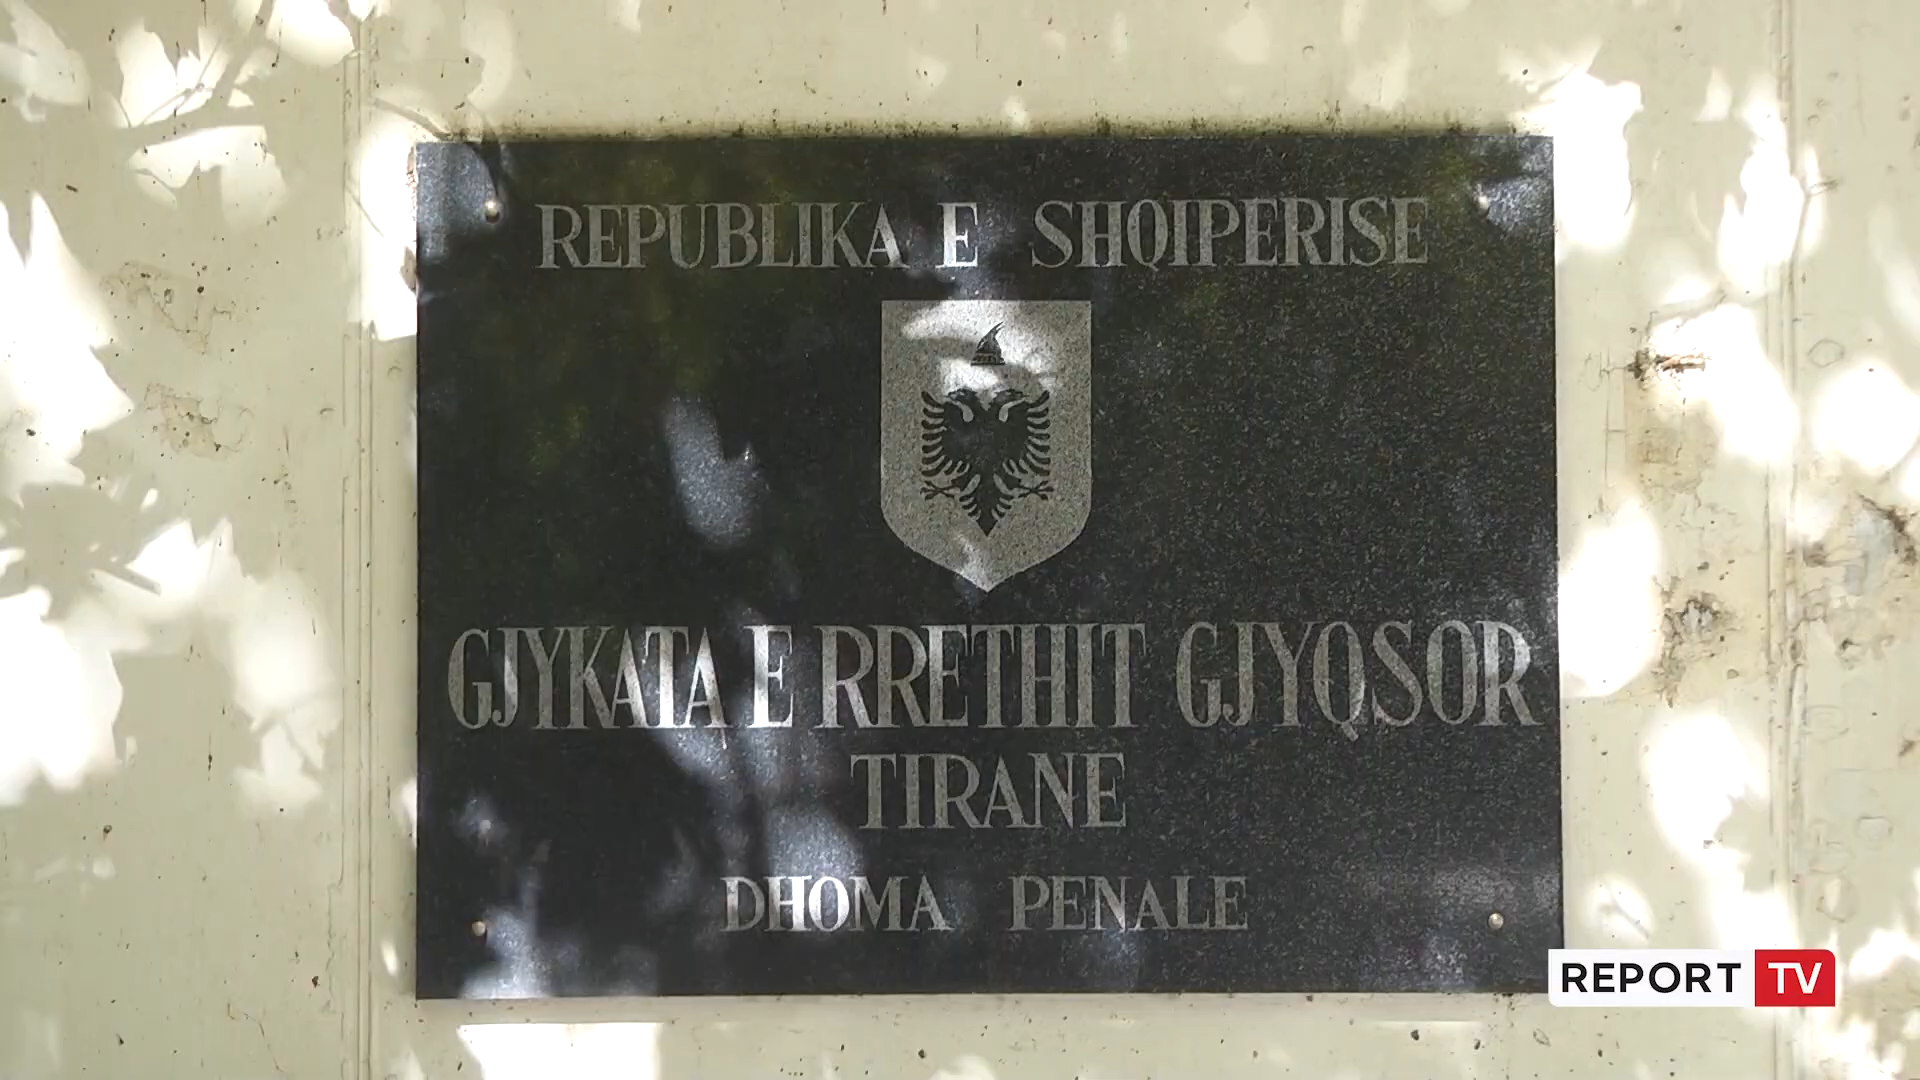 REPUBLIKA E SHQIPERISE
GJYKATA E RRETHIT GJYQSOR
TIRANE
DHOMA PENALE
REPORT TV